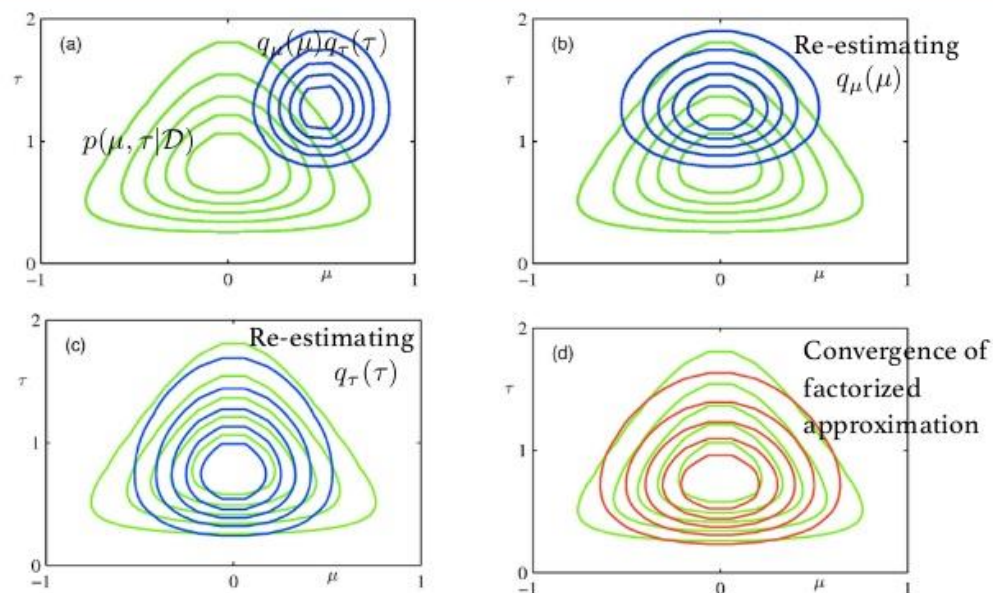 2
(a)
q_μ(μ)q_τ(τ)
τ
1
p(μ, τ|D)
0
-1
0
μ
1
2
(b)
Re-estimating
q_μ(μ)
τ
1
0
-1
0
μ
1
2
(c)
Re-estimating
q_τ(τ)
τ
1
0
-1
0
μ
1
2
(d)
Convergence of
factorized
approximation
τ
1
0
-1
0
μ
1